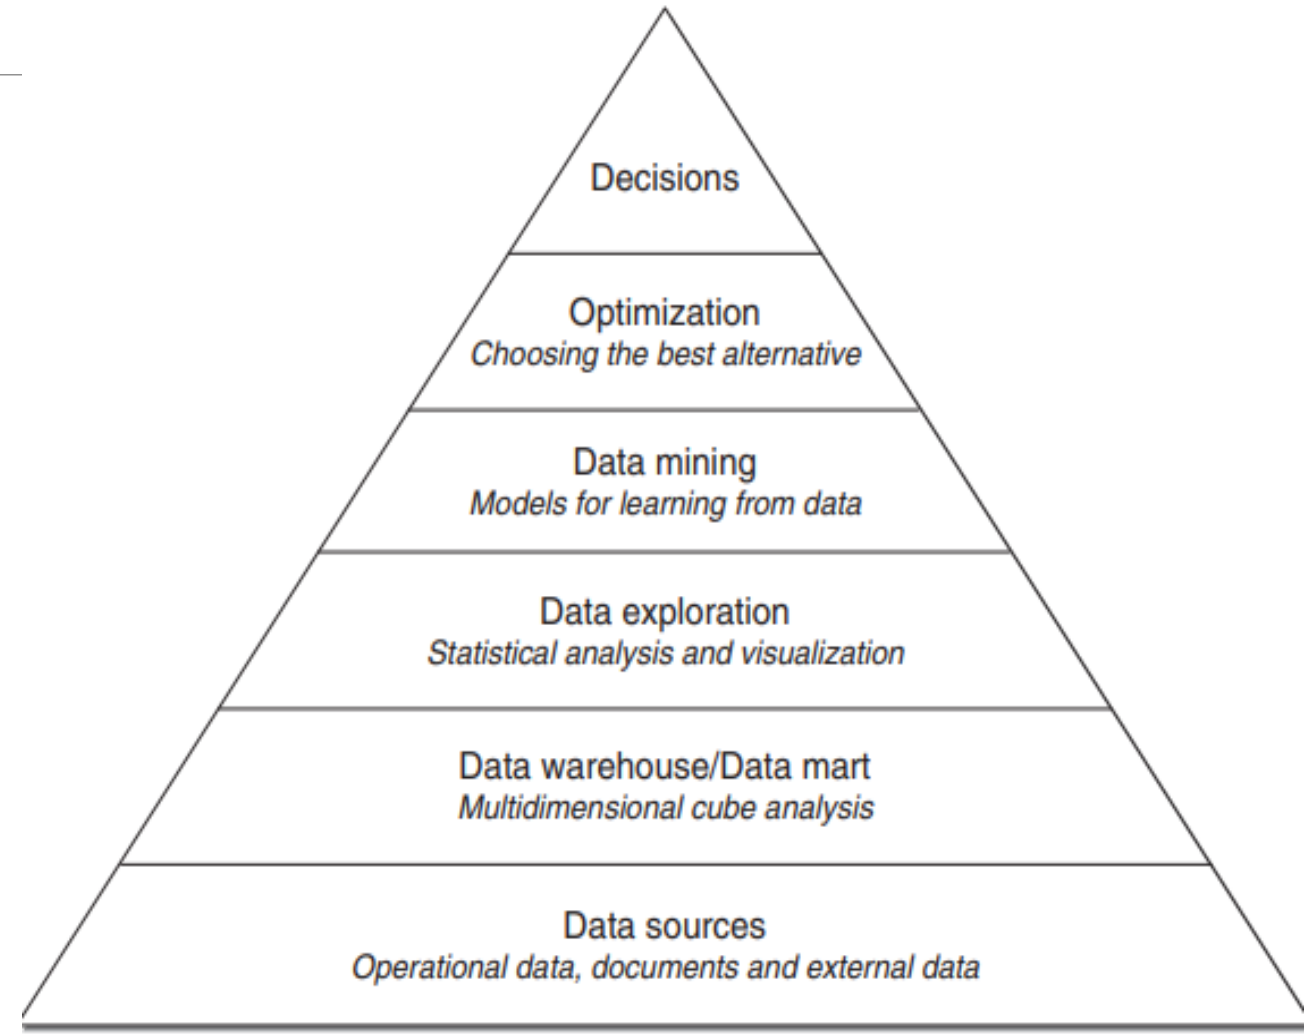 Decisions
Optimization
Choosing the best alternative
Data mining
Models for learning from data
Data exploration
Statistical analysis and visualization
Data warehouse/Data mart
Multidimensional cube analysis
Data sources
Operational data, documents and external data